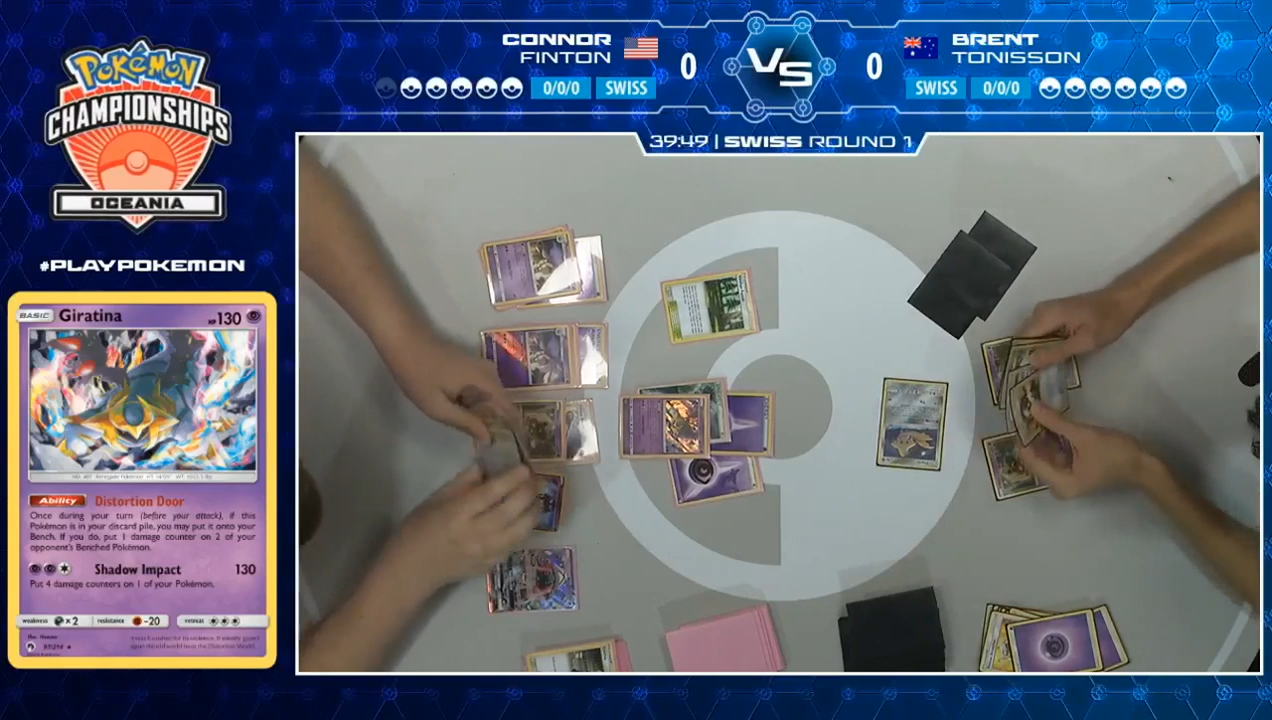 Pokémon
CHAMPIONSHIPS
OCEANIA
#PLAYPOKEMON
CONNOR
FINTON
0
0/0/0
SWISS
VS
0
BRENT
TONISSON
SWISS
0/0/0
39:49 | SWISS ROUND 1
BASIC
Giratina
HP130
Ability Distortion Door
Once during your turn (before your attack), if this
Pokémon is in your discard pile, you may put it onto your
Bench. If you do, put 1 damage counter on 2 of your
opponent's Benched Pokémon.
Shadow Impact 130
Put 4 damage counters on 1 of your Pokémon.
weakness ×2 resistance -20 retreat
97/214